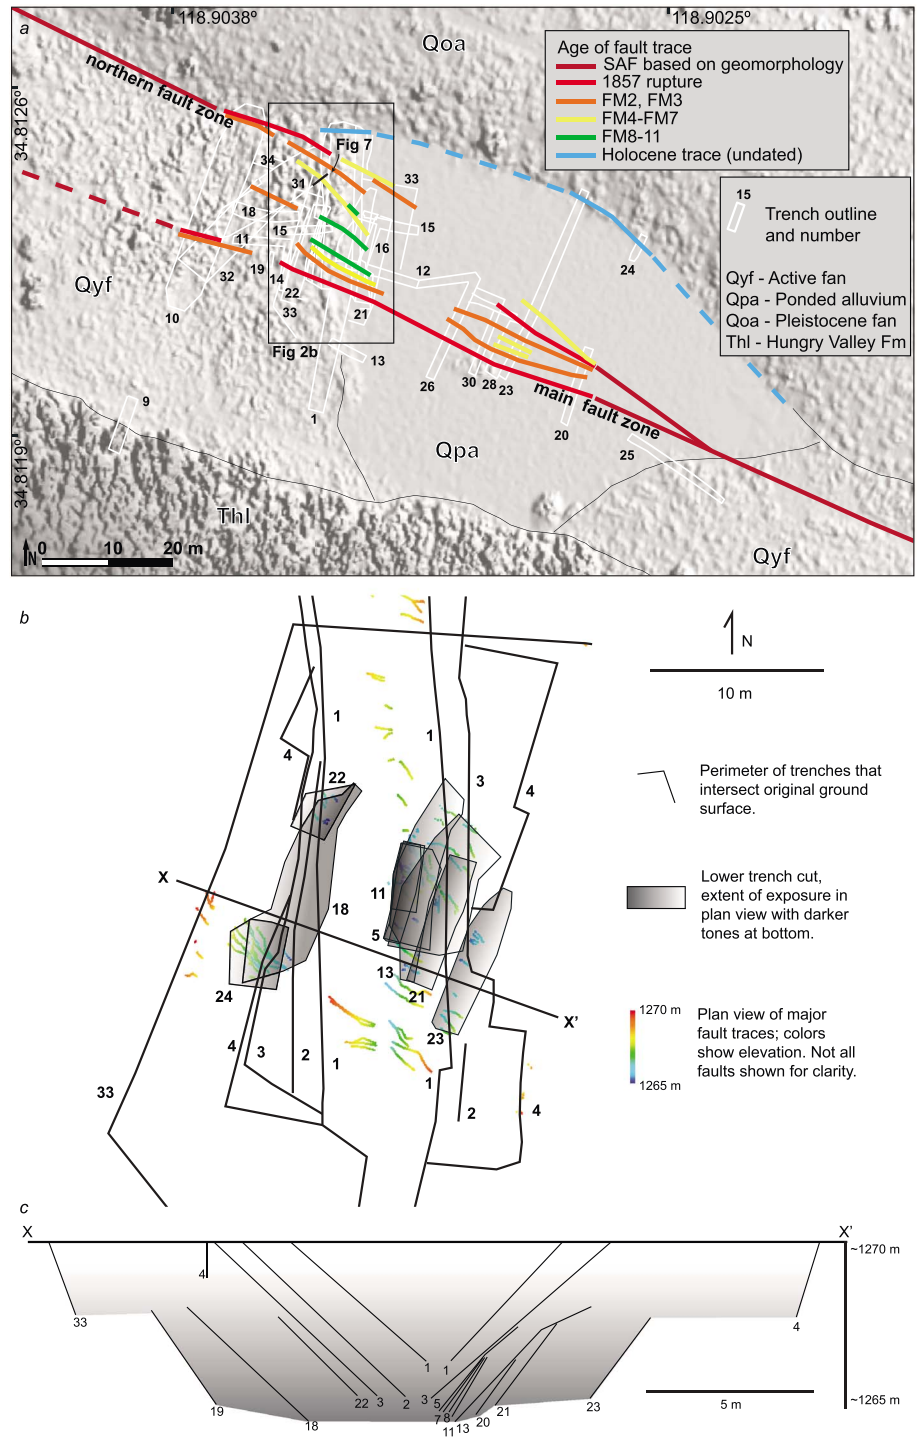 a
118.9038º
118.9025º
Qoa
Age of fault trace
SAF based on geomorphology
1857 rupture
FM2, FM3
FM4-FM7
FM8-11
Holocene trace (undated)
northern fault zone
34.8126º
Fig 7
34
31
33
18
15
15
11
16
32
19
14
12
24
22
33
21
10
Fig 2b
13
26
30
28
23
main fault zone
20
25
9
1
Qyf
Qpa
Thl
Qyf
34.8119º
15
Trench outline
and number
Qyf - Active fan
Qpa - Ponded alluvium
Qoa - Pleistocene fan
Thl - Hungry Valley Fm
N
0
10
20 m
b
N
10 m
1
1
4
3
4
22
X
11
18
5
13
21
24
23
X’
4
3
2
1
1
2
4
33
Perimeter of trenches that
intersect original ground
surface.
Lower trench cut,
extent of exposure in
plan view with darker
tones at bottom.
1270 m
1265 m
Plan view of major
fault traces; colors
show elevation. Not all
faults shown for clarity.
c
X
X’
~1270 m
4
33
4
1
1
22
3
2
3
5
7
8
11
13
20
21
23
19
18
5 m
~1265 m